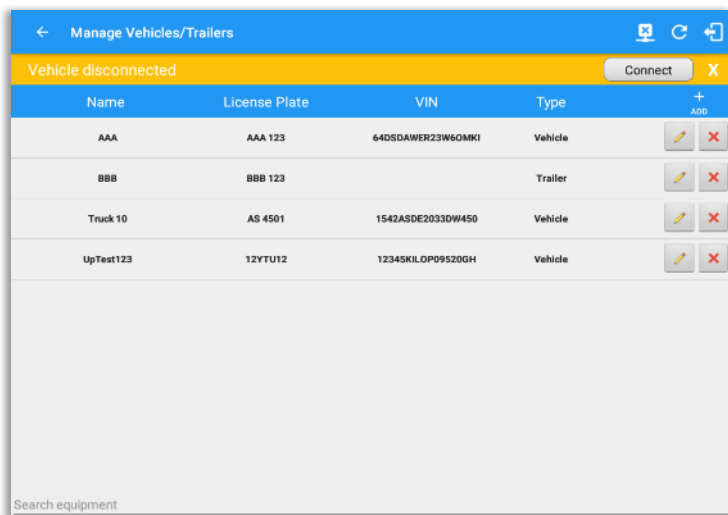 Manage Vehicles/Trailers
Vehicle disconnected Connect X
Name License Plate VIN Type + ADD
AAA AAA 123 64DSDAWER23W6OMKI Vehicle
BBB BBB 123 Trailer
Truck 10 AS 4501 1542ASDE2033DW450 Vehicle
UpTest123 12YTU12 12345KILOP09520GH Vehicle
Search equipment